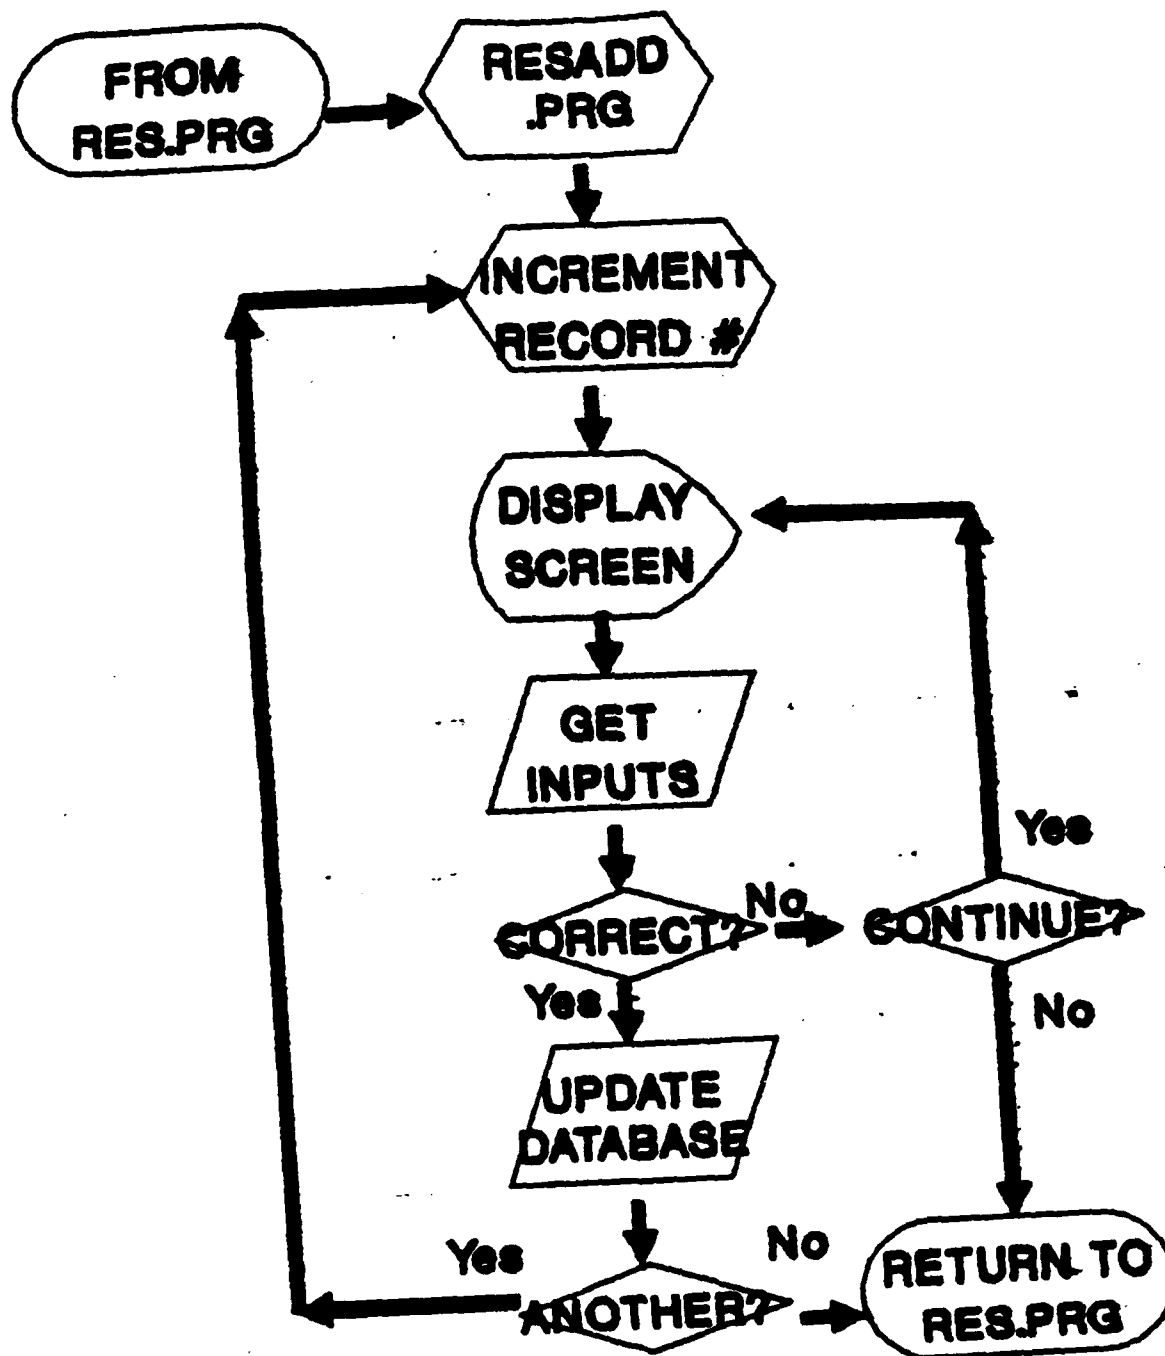 FROM
RES.PRG
RESADD
.PRG
INCREMENT
RECORD #
DISPLAY
SCREEN
GET
INPUTS
Yes
CORRECT?
No
CONTINUE?
Yes
No
UPDATE
DATABASE
Yes
No
ANOTHER?
RETURN TO
RES.PRG